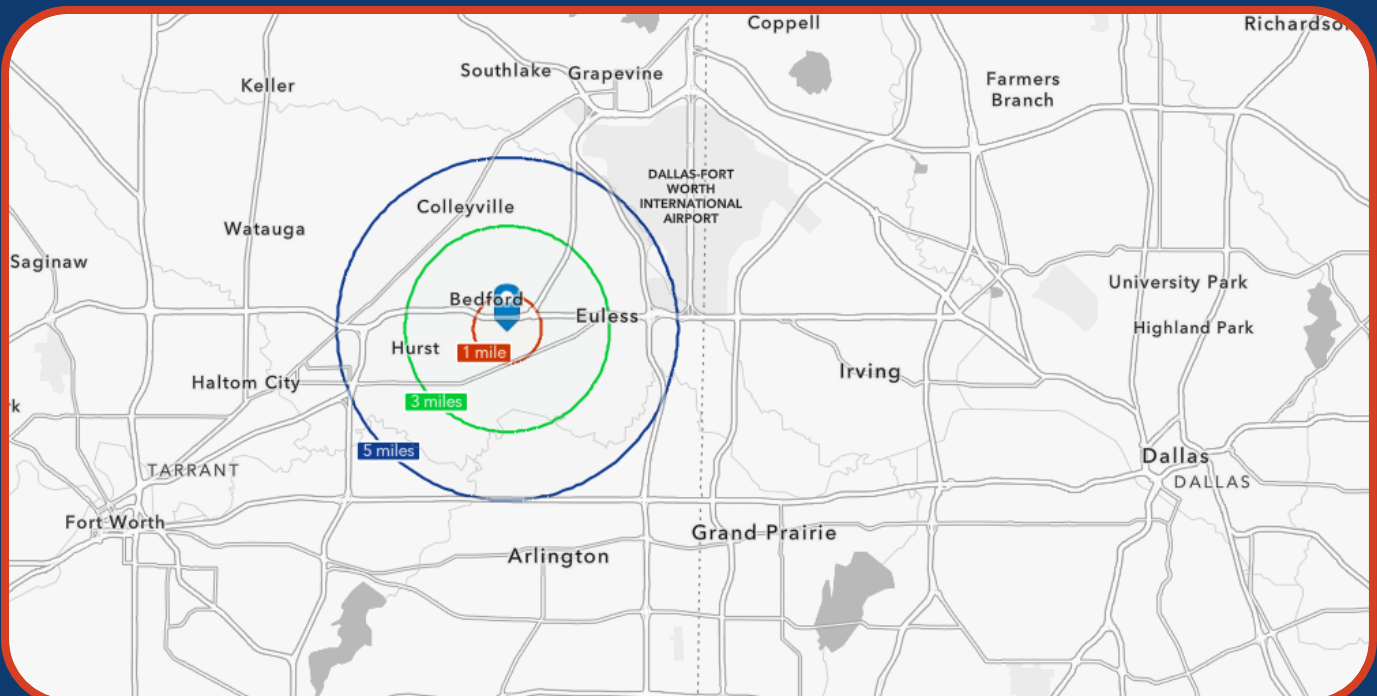 Coppell
Richardson
Southlake
Grapevine
Keller
Farmers
Branch
DALLAS-FORT
WORTH
INTERNATIONAL
AIRPORT
Colleyville
Watauga
Saginaw
University Park
Bedford
Euless
Highland Park
Hurst
1 mile
Irving
Haltom City
3 miles
rk
5 miles
Dallas
TARRANT
DALLAS
Fort Worth
Grand Prairie
Arlington